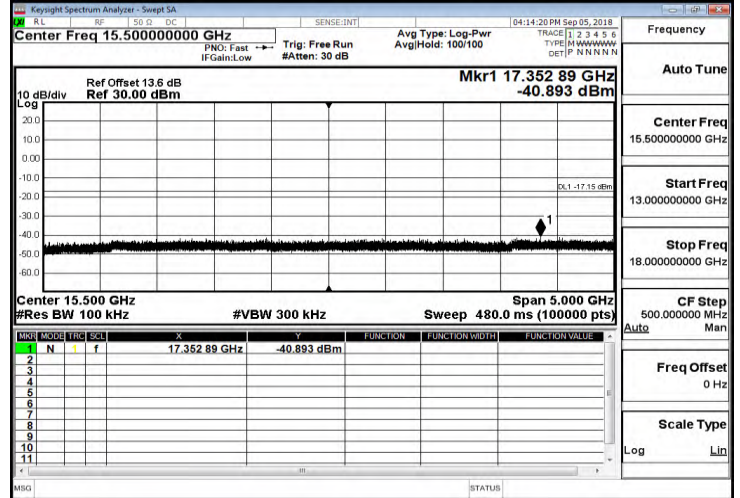 Keysight Spectrum Analyzer - Swept SA
LXI RL RF 50 Ω DC SENSE:INT 04:14:20 PM Sep 05, 2018
Center Freq 15.500000000 GHz
PNO: Fast
IFGain:Low
Trig: Free Run
#Atten: 30 dB
Avg Type: Log-Pwr
Avg|Hold: 100/100
TRACE 1 2 3 4 5 6
TYPE M WWWWW
DET P N N N N N
Ref Offset 13.6 dB
10 dB/div Ref 30.00 dBm
Log
Mkr1 17.352 89 GHz
-40.893 dBm
20.0
10.0
0.00
-10.0
DL1 -17.15 dBm
-20.0
-30.0
-40.0
1
-50.0
-60.0
Center 15.500 GHz Span 5.000 GHz
#Res BW 100 kHz #VBW 300 kHz Sweep 480.0 ms (100000 pts)
MKR MODE TRC SCL X Y FUNCTION FUNCTION WIDTH FUNCTION VALUE
1 N 1 f 17.352 89 GHz -40.893 dBm
2
3
4
5
6
7
8
9
10
11
MSG STATUS
Frequency
Auto Tune
Center Freq
15.500000000 GHz
Start Freq
13.000000000 GHz
Stop Freq
18.000000000 GHz
CF Step
500.000000 MHz
Auto Man
Freq Offset
0 Hz
Scale Type
Log Lin